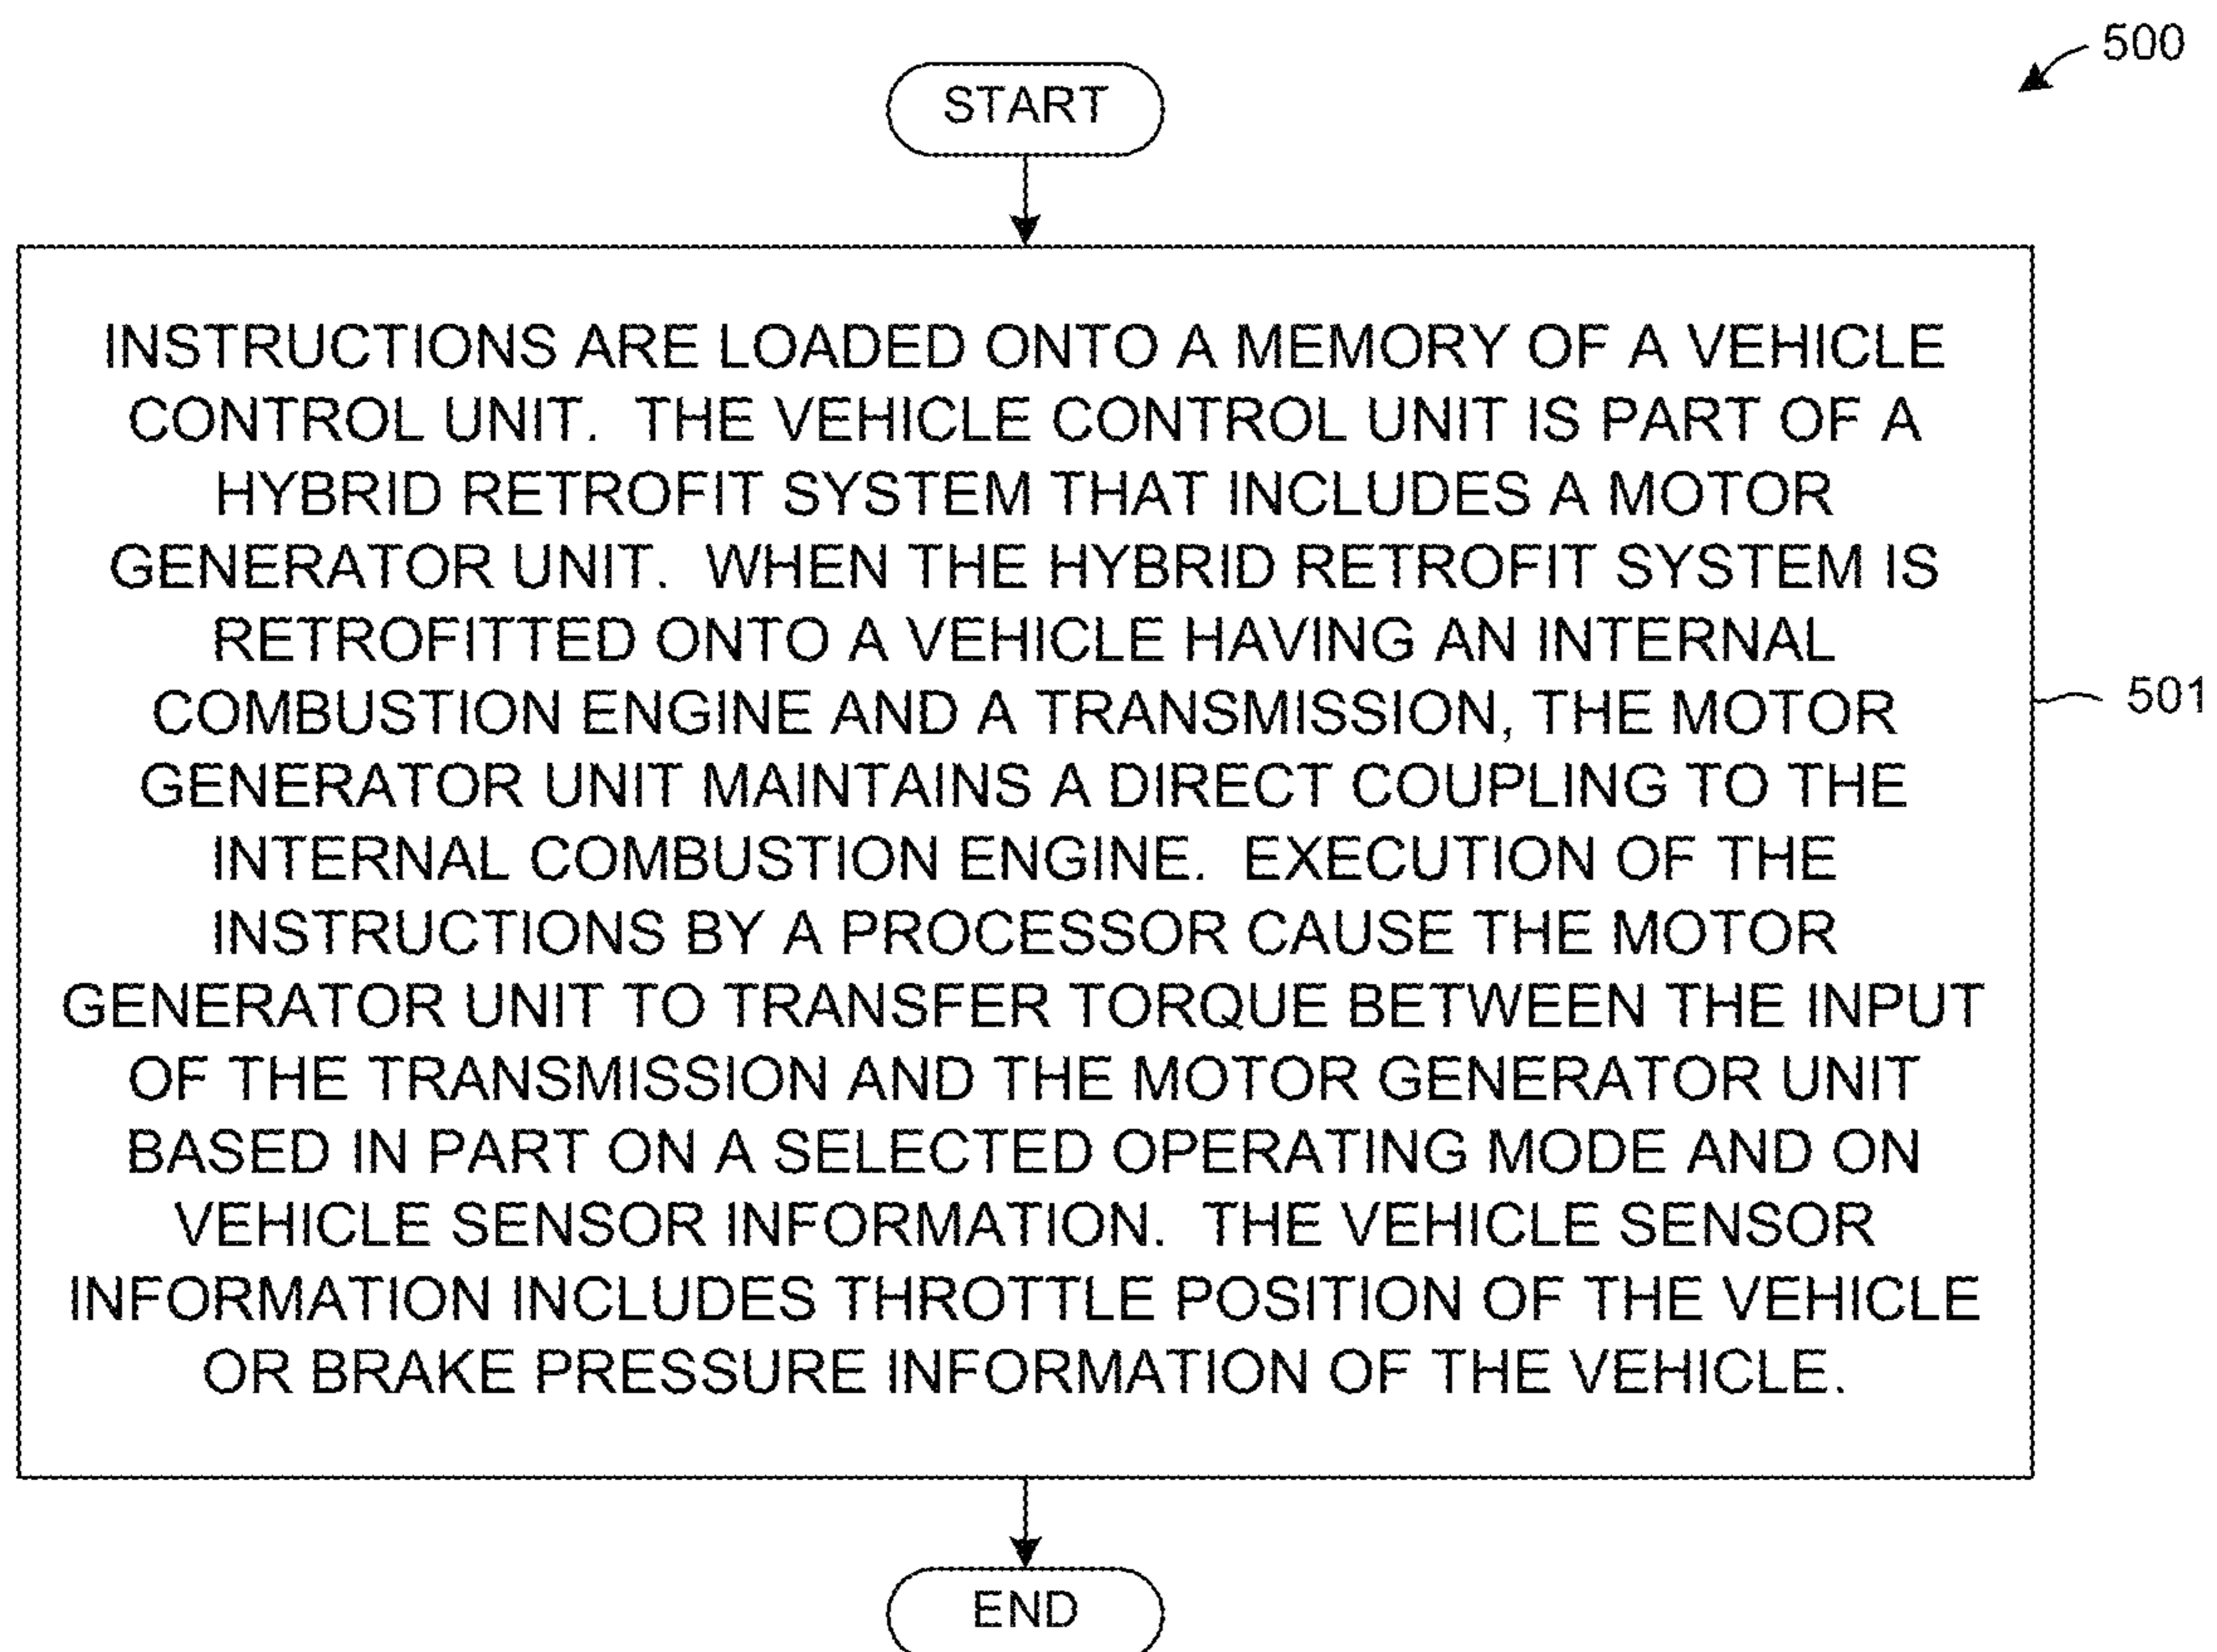 500
START
INSTRUCTIONS ARE LOADED ONTO A MEMORY OF A VEHICLE
CONTROL UNIT. THE VEHICLE CONTROL UNIT IS PART OF A
HYBRID RETROFIT SYSTEM THAT INCLUDES A MOTOR
GENERATOR UNIT. WHEN THE HYBRID RETROFIT SYSTEM IS
RETROFITTED ONTO A VEHICLE HAVING AN INTERNAL
COMBUSTION ENGINE AND A TRANSMISSION, THE MOTOR
GENERATOR UNIT MAINTAINS A DIRECT COUPLING TO THE
INTERNAL COMBUSTION ENGINE. EXECUTION OF THE
INSTRUCTIONS BY A PROCESSOR CAUSE THE MOTOR
GENERATOR UNIT TO TRANSFER TORQUE BETWEEN THE INPUT
OF THE TRANSMISSION AND THE MOTOR GENERATOR UNIT
BASED IN PART ON A SELECTED OPERATING MODE AND ON
VEHICLE SENSOR INFORMATION. THE VEHICLE SENSOR
INFORMATION INCLUDES THROTTLE POSITION OF THE VEHICLE
OR BRAKE PRESSURE INFORMATION OF THE VEHICLE.
501
END